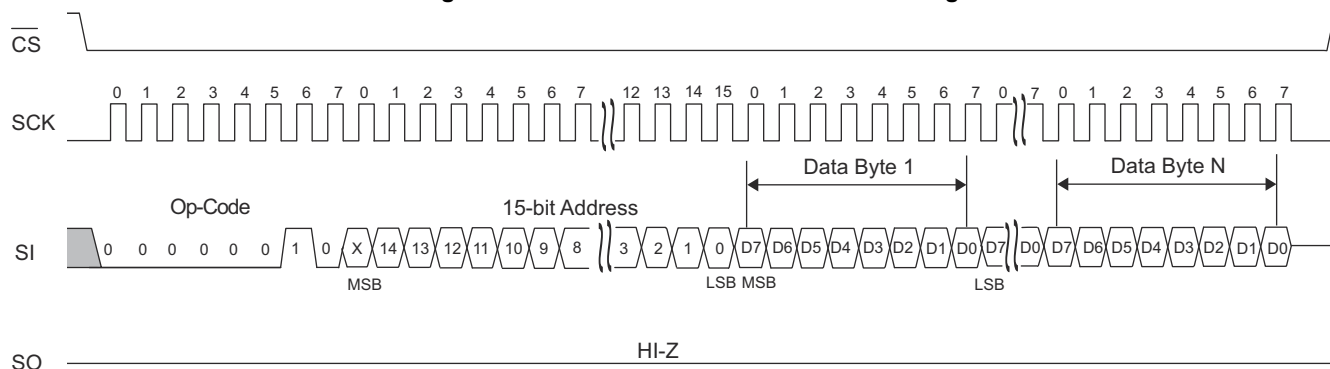 CS
0 1 2 3 4 5 6 7 0 1 2 3 4 5 6 7 12 13 14 15 0 1 2 3 4 5 6 7 0 7 0 1 2 3 4 5 6 7
SCK
Data Byte 1 Data Byte N
Op-Code 15-bit Address
SI 0 0 0 0 0 0 1 0 X 14 13 12 11 10 9 8 3 2 1 0 D7 D6 D5 D4 D3 D2 D1 D0 D7 D0 D7 D6 D5 D4 D3 D2 D1 D0
MSB LSB MSB LSB
HI-Z
SO